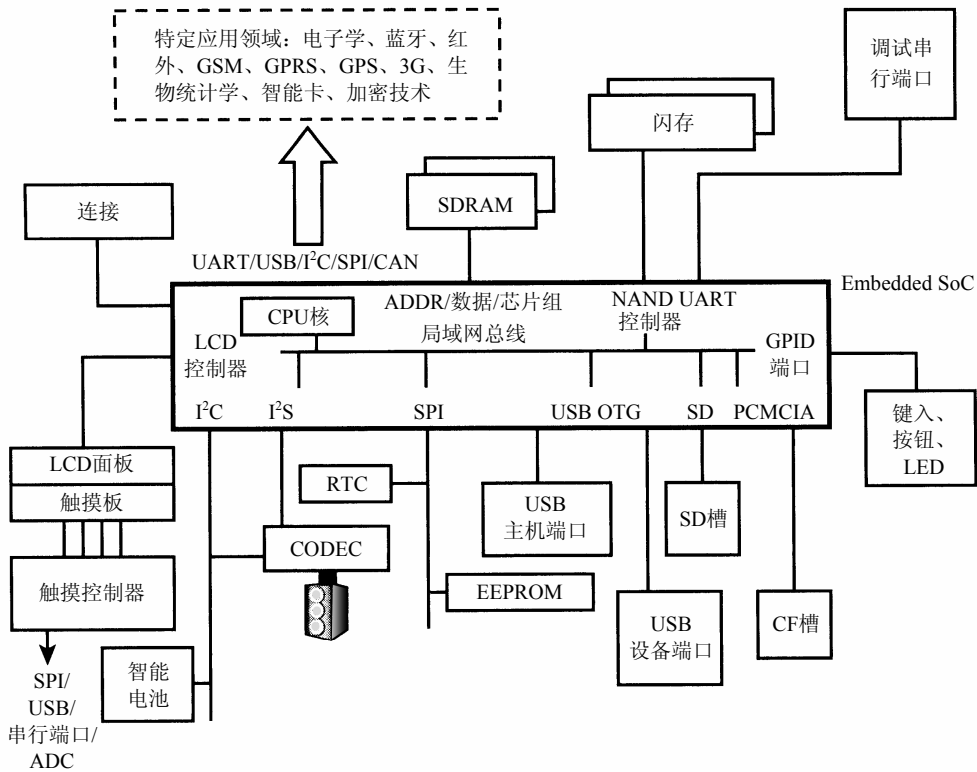 特定应用领域：电子学、蓝牙、红
外、GSM、GPRS、GPS、3G、生
物统计学、智能卡、加密技术
调试串
行端口
闪存
SDRAM
连接
UART/USB/I²C/SPI/CAN
Embedded SoC
ADDR/数据/芯片组
局域网总线
NAND UART
控制器
CPU核
LCD
控制器
GPID
端口
I²C
I²S
SPI
USB OTG
SD
PCMCIA
键入、
按钮、
LED
LCD面板
触摸板
触摸控制器
SPI/
USB/
串行端口/
ADC
智能
电池
CODEC
RTC
EEPROM
USB
主机端口
USB
设备端口
SD槽
CF槽